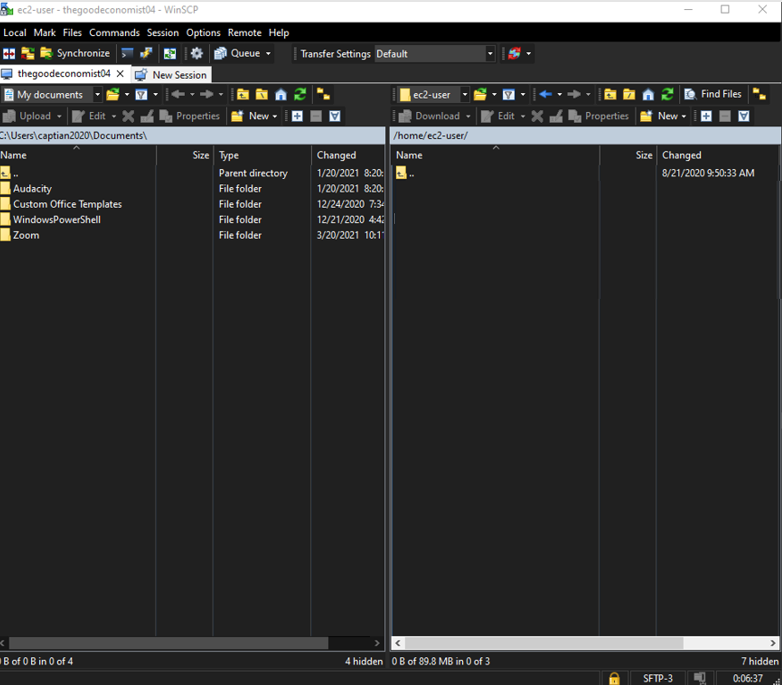 ec2-user - thegoodeconomist04 - WinSCP
Local Mark Files Commands Session Options Remote Help
Synchronize Queue Transfer Settings Default
thegoodeconomist04 New Session
My documents ec2-user Find Files
Upload Edit Properties New Download Edit Properties New
C:\Users\captian2020\Documents\ /home/ec2-user/
Name Size Type Changed Name Size Changed
.. Parent directory 1/20/2021 8:20: .. 8/21/2020 9:50:33 AM
Audacity File folder 1/20/2021 8:20:
Custom Office Templates File folder 12/24/2020 7:34
WindowsPowerShell File folder 12/21/2020 4:42
Zoom File folder 3/20/2021 10:11
0 B of 0 B in 0 of 4 4 hidden 0 B of 89.8 MB in 0 of 3 7 hidden
SFTP-3 0:06:37